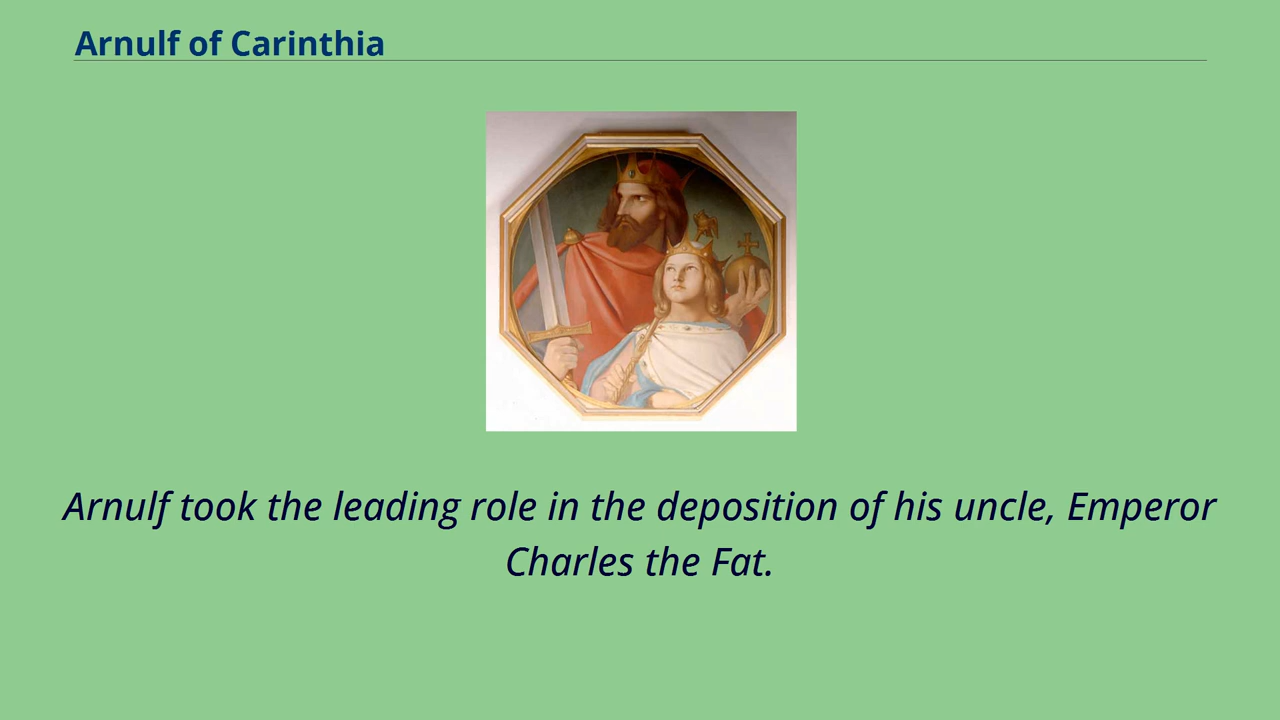 Arnulf of Carinthia
Arnulf took the leading role in the deposition of his uncle, Emperor
Charles the Fat.